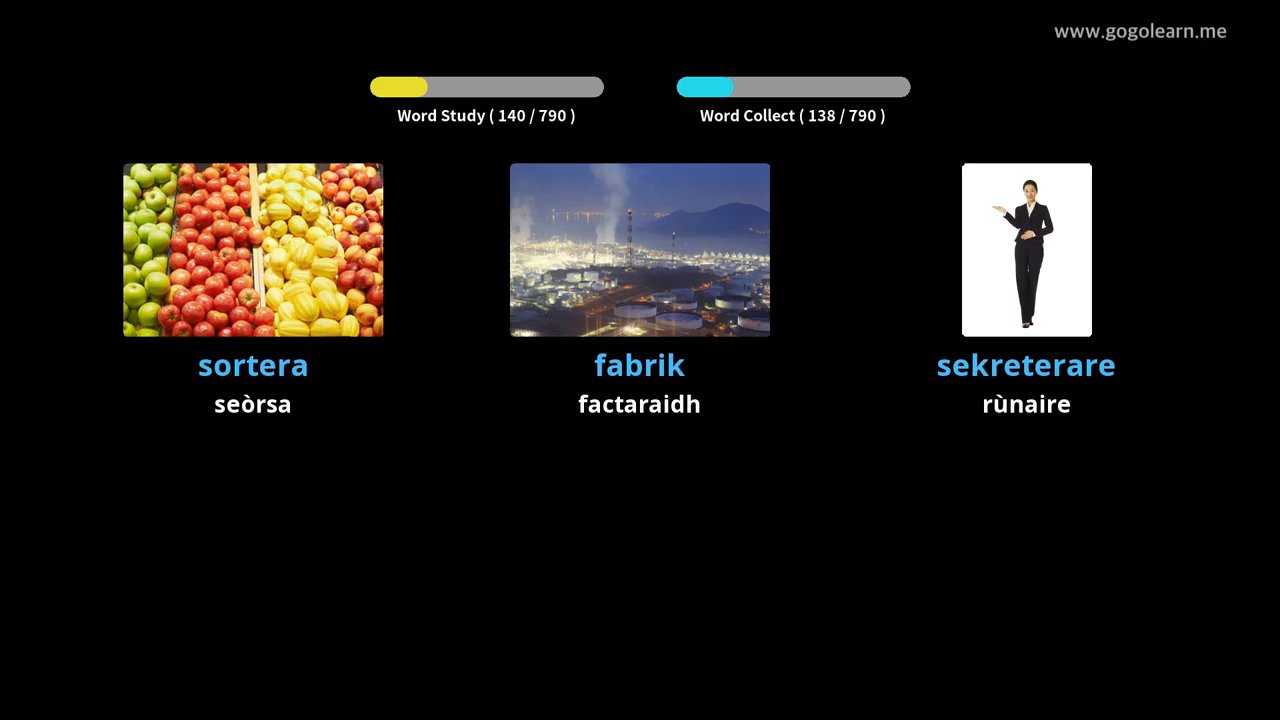 www.gogolearn.me
Word Study ( 140 / 790 )
Word Collect ( 138 / 790 )
sortera
seòrsa
fabrik
factaraidh
sekreterare
rùnaire